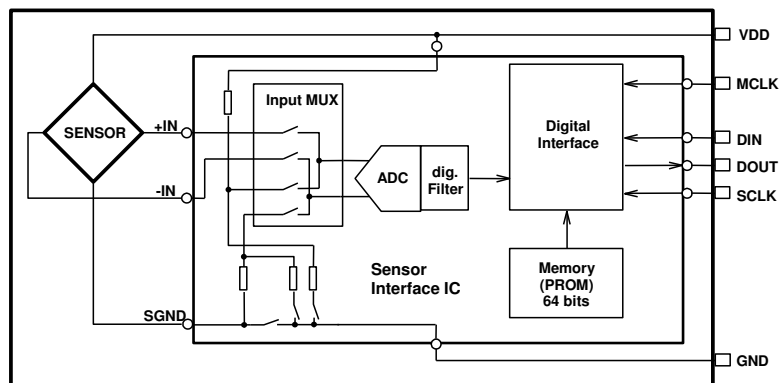 VDD
MCLK
Input MUX
+IN
SENSOR
Digital
Interface
DIN
DOUT
ADC
dig.
Filter
-IN
SCLK
Sensor
Interface IC
Memory
(PROM)
64 bits
SGND
GND